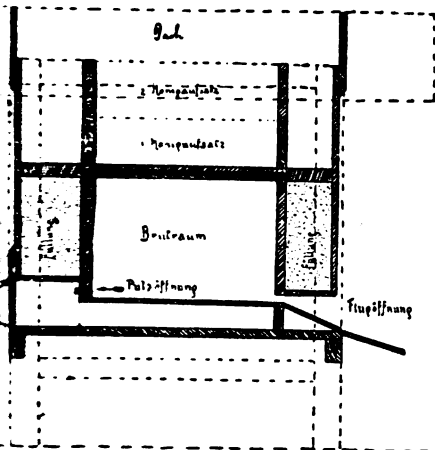 Dach
2 Honigaufsatz
1 Honigaufsatz
Füllung
Brutraum
Füllung
Putzöffnung
Flugöffnung